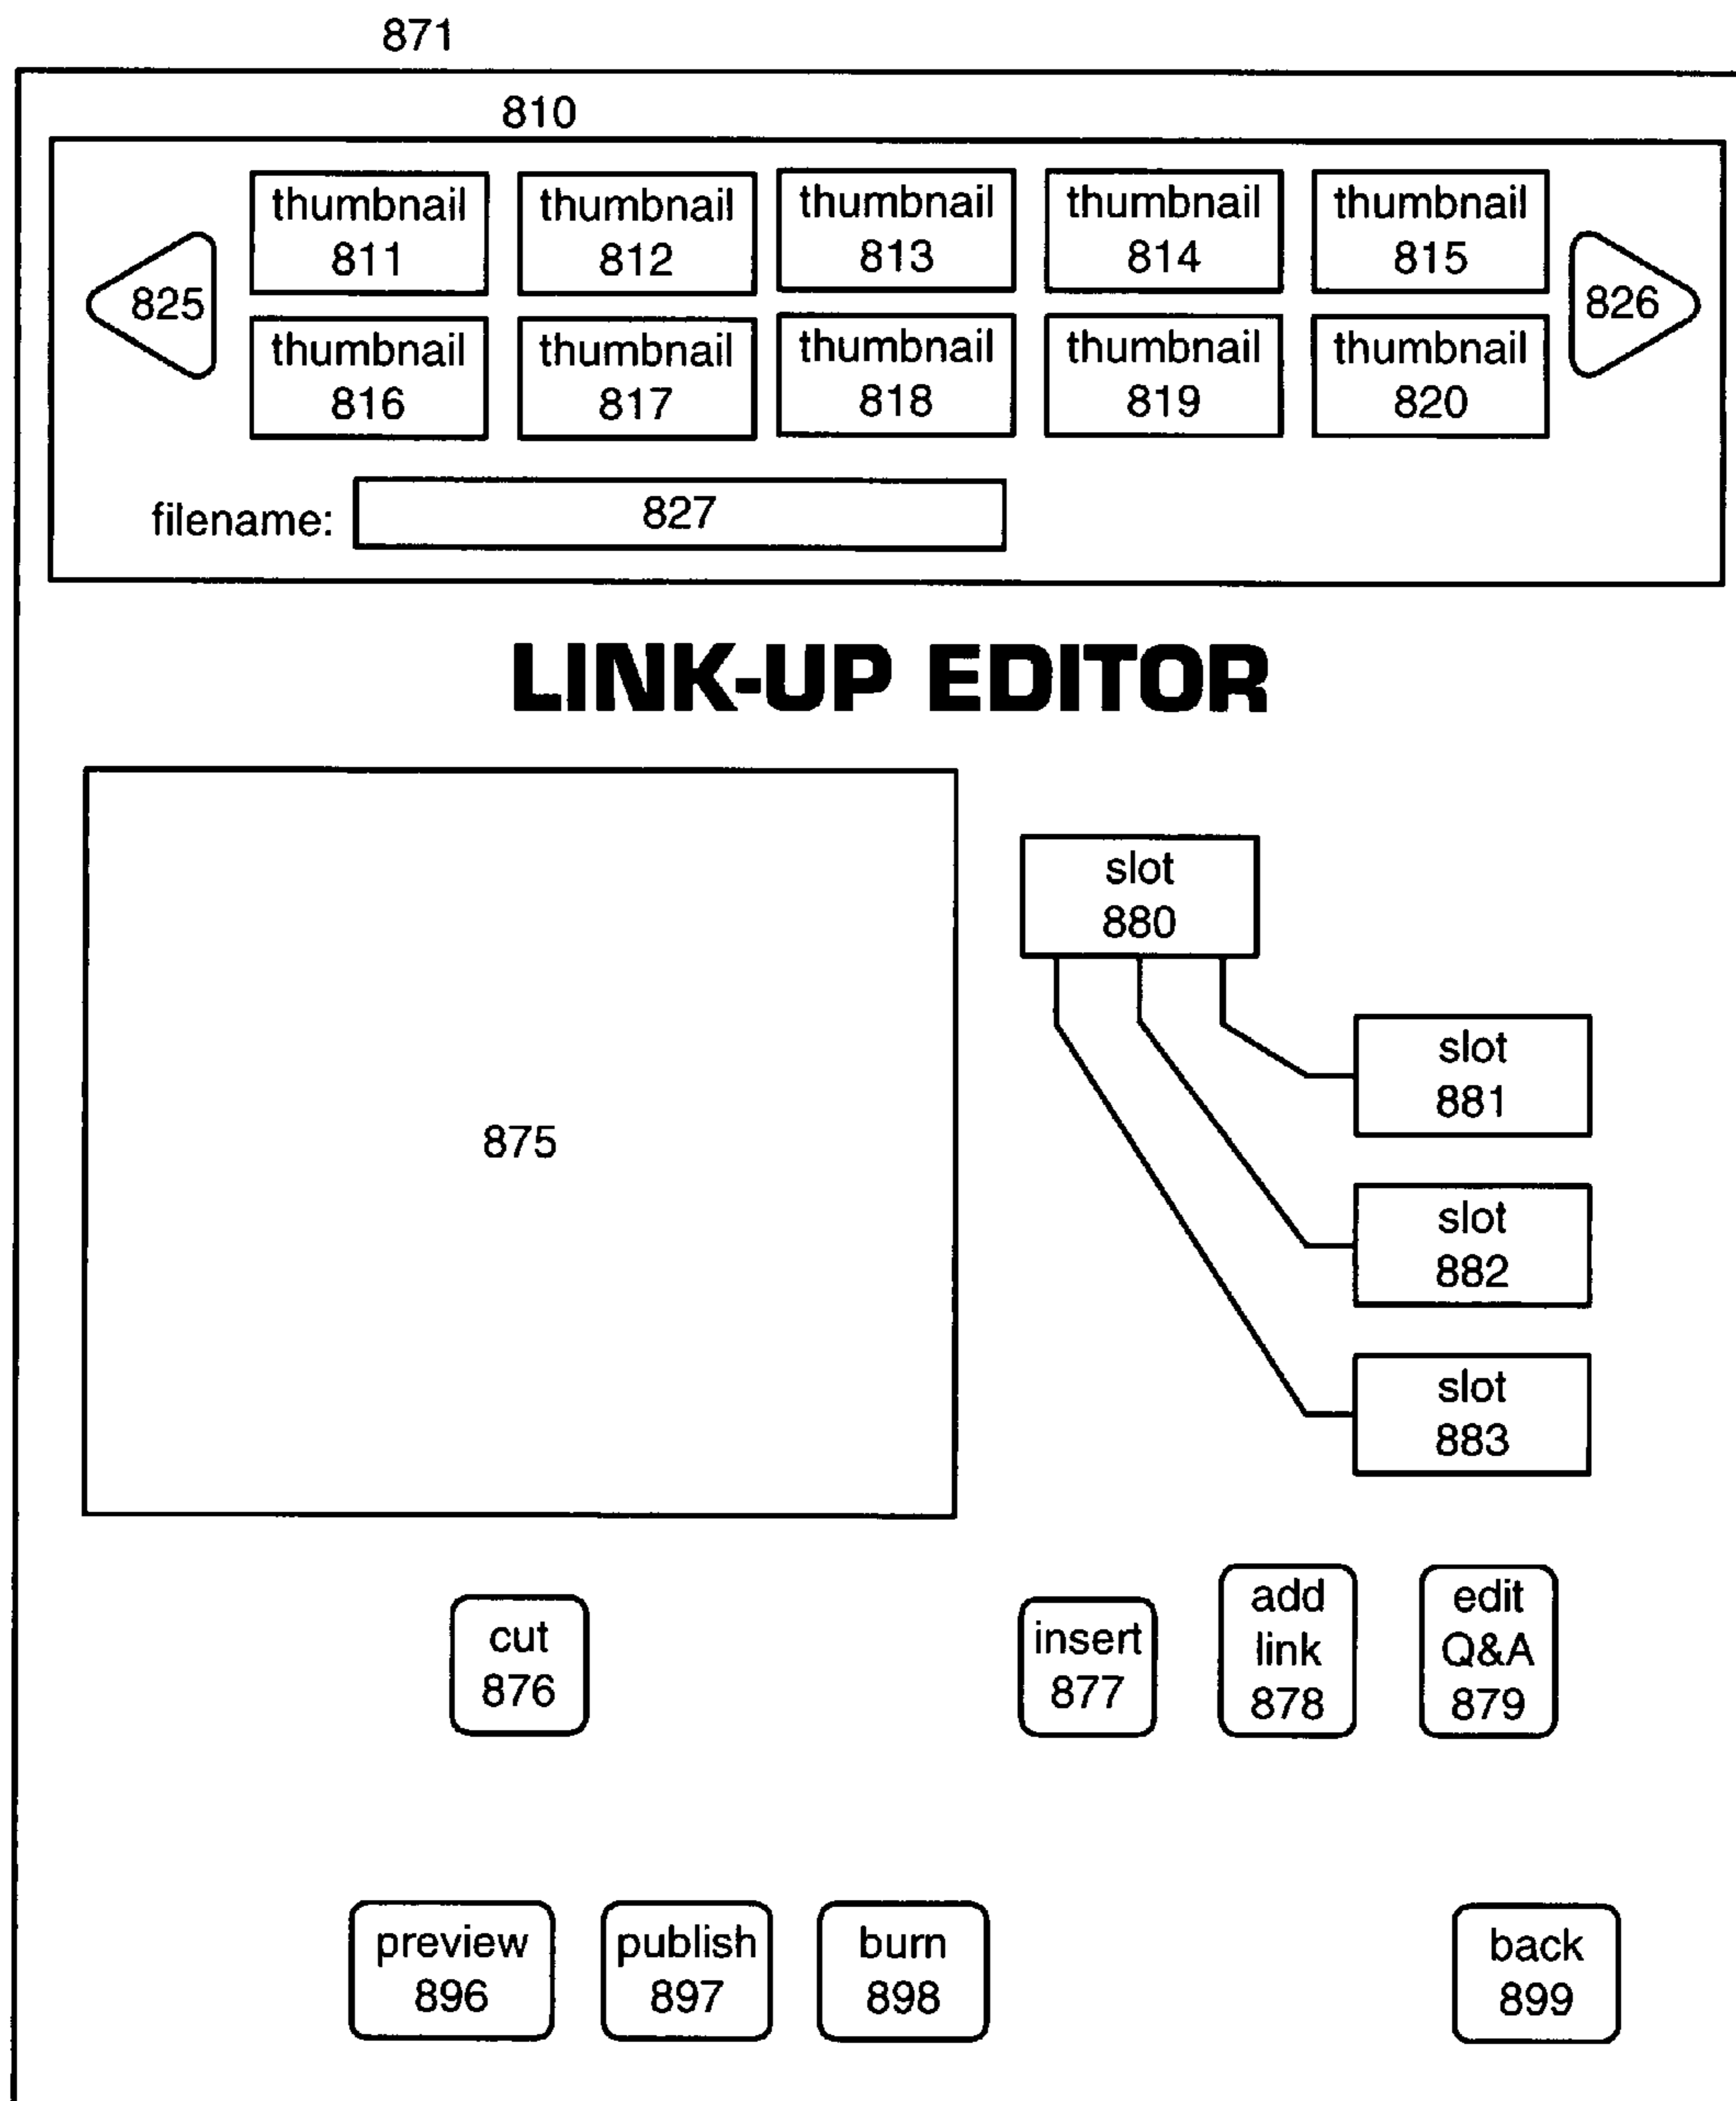 871
810
thumbnail
811
thumbnail
812
thumbnail
813
thumbnail
814
thumbnail
815
825
826
thumbnail
816
thumbnail
817
thumbnail
818
thumbnail
819
thumbnail
820
filename:
827
LINK-UP EDITOR
slot
880
slot
881
875
slot
882
slot
883
cut
876
insert
877
add
link
878
edit
Q&A
879
preview
896
publish
897
burn
898
back
899